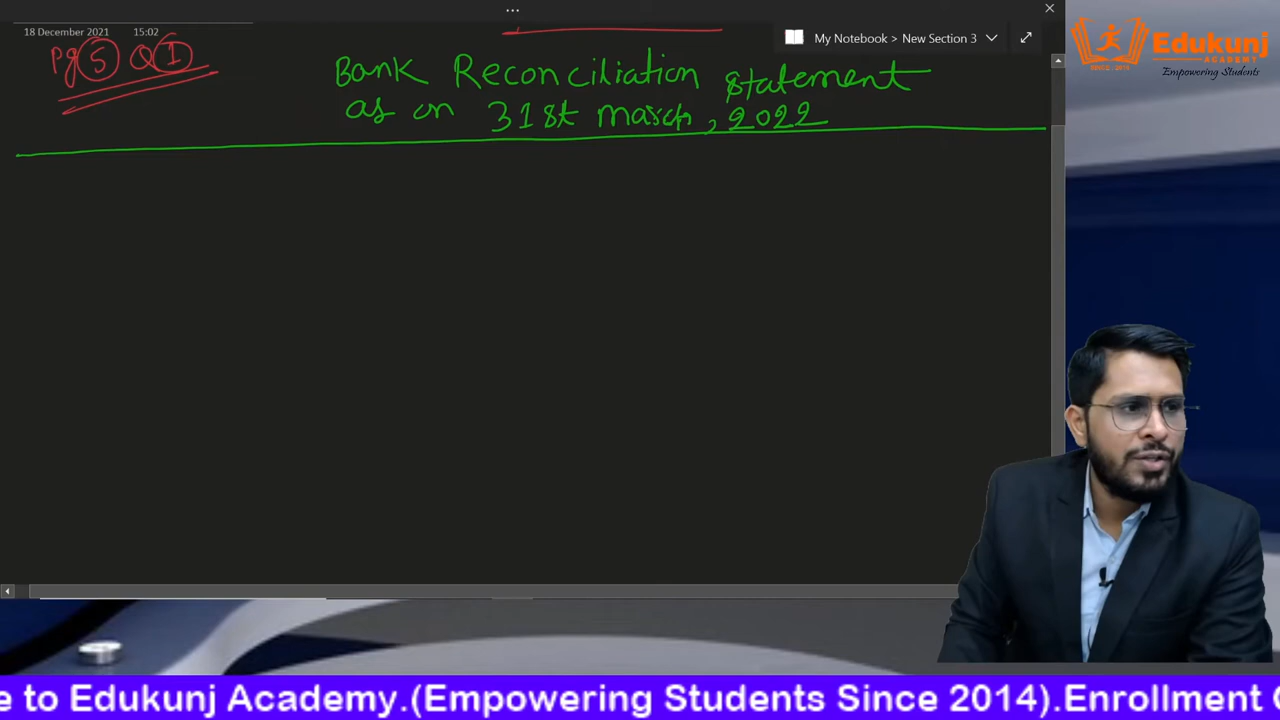 18 December 2021 15:02
My Notebook > New Section 3
Pg 5 Q 1
Bank Reconciliation statement
as on 31st march, 2022
Edukunj
ACADEMY
Empowering Students
e to Edukunj Academy.(Empowering Students Since 2014).Enrollment